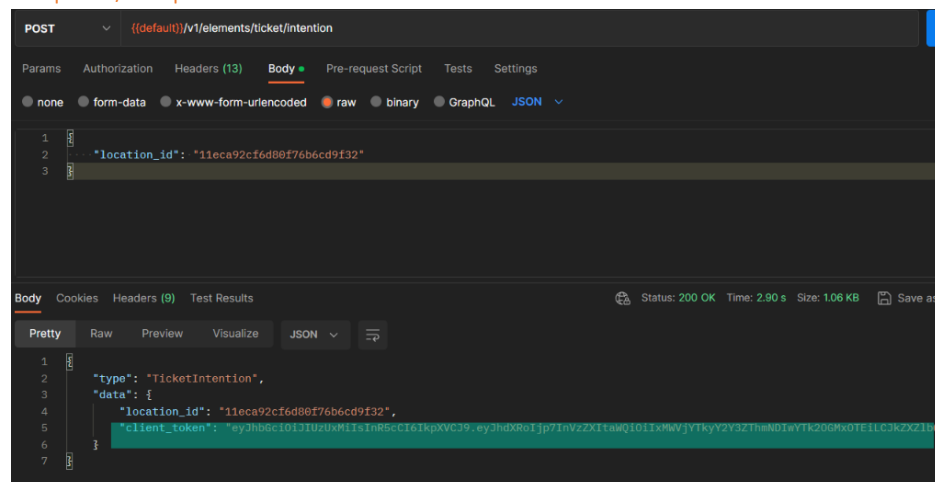 POST {{default}}/v1/elements/ticket/intention
Params Authorization Headers (13) Body Pre-request Script Tests Settings
none form-data x-www-form-urlencoded raw binary GraphQL JSON
1 {
2 "location_id": "11eca92cf6d80f76b6cd9f32"
3 }
Body Cookies Headers (9) Test Results Status: 200 OK Time: 2.90 s Size: 1.06 KB Save as
Pretty Raw Preview Visualize JSON
1 {
2 "type": "TicketIntention",
3 "data": {
4 "location_id": "11eca92cf6d80f76b6cd9f32",
5 "client_token":
6 }
7 }